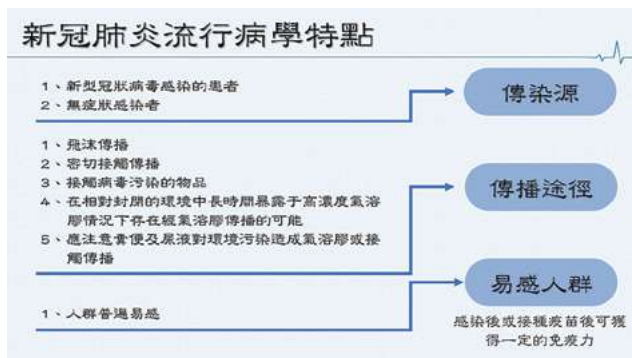 新冠肺炎流行病學特點
1、新型冠狀病毒感染的患者
2、無症狀感染者
傳染源
1、飛沫傳播
2、密切接觸傳播
3、接觸病毒污染的物品
4、在相對封閉的環境中長時間暴露于高濃度氣溶
膠情況下存在經氣溶膠傳播的可能
5、應注意糞便及尿液對環境污染造成氣溶膠或接
觸傳播
傳播途徑
1、人群普遍易感
易感人群
感染後或接種疫苗後可獲
得一定的免疫力